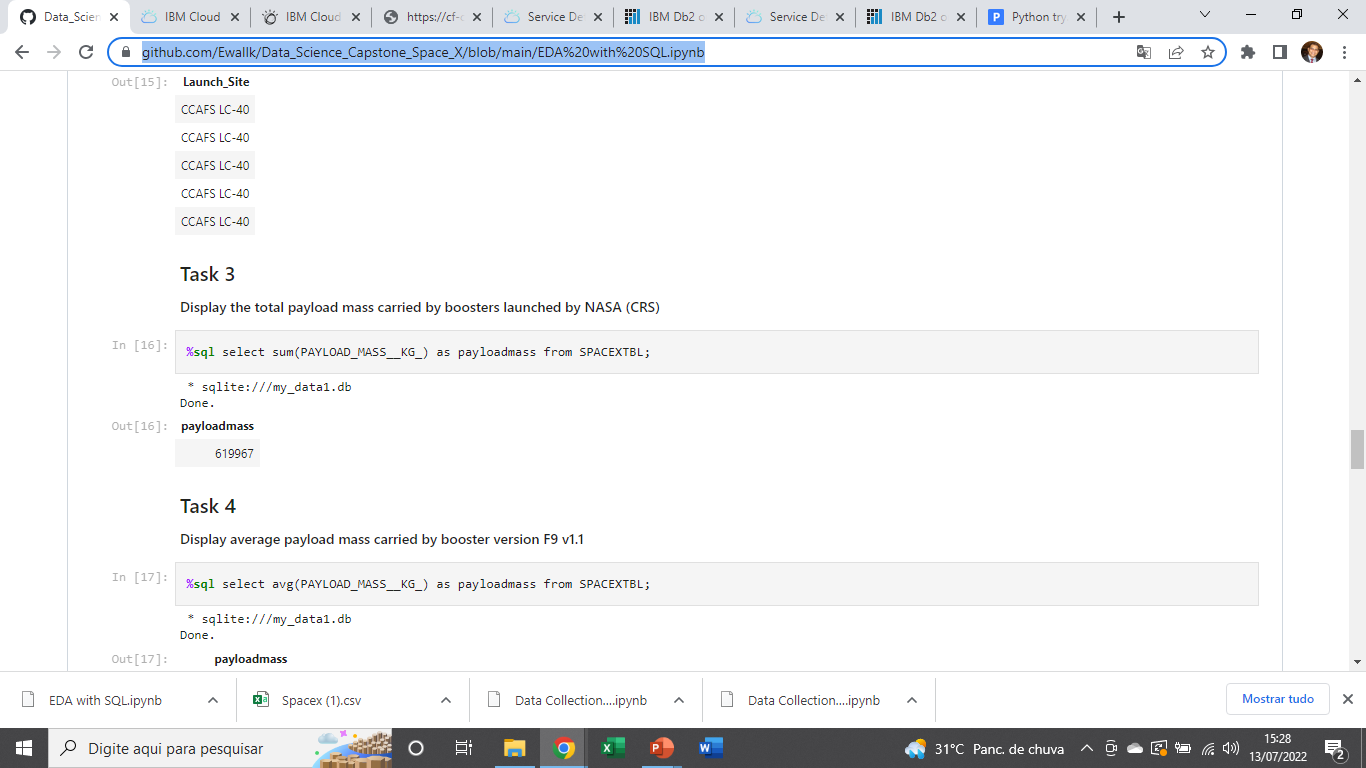 Data_Scien
IBM Cloud
IBM Cloud
https://cf-c
Service De
IBM Db2 o
Service De
IBM Db2 o
Python try
github.com/Ewallk/Data_Science_Capstone_Space_X/blob/main/EDA%20with%20SQL.ipynb
Out[15]: Launch_Site
CCAFS LC-40
CCAFS LC-40
CCAFS LC-40
CCAFS LC-40
CCAFS LC-40
Task 3
Display the total payload mass carried by boosters launched by NASA (CRS)
In [16]: %sql select sum(PAYLOAD_MASS__KG_) as payloadmass from SPACEXTBL;
* sqlite:///my_data1.db
Done.
Out[16]: payloadmass
619967
Task 4
Display average payload mass carried by booster version F9 v1.1
In [17]: %sql select avg(PAYLOAD_MASS__KG_) as payloadmass from SPACEXTBL;
* sqlite:///my_data1.db
Done.
Out[17]: payloadmass
EDA with SQL.ipynb
Spacex (1).csv
Data Collection....ipynb
Data Collection....ipynb
Mostrar tudo
Digite aqui para pesquisar
31°C Panc. de chuva
15:28
13/07/2022
2